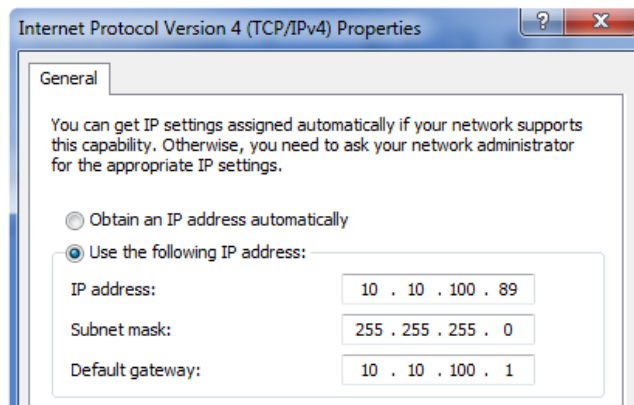 Internet Protocol Version 4 (TCP/IPv4) Properties
?
X
General
You can get IP settings assigned automatically if your network supports
this capability. Otherwise, you need to ask your network administrator
for the appropriate IP settings.
Obtain an IP address automatically
Use the following IP address:
IP address: 10 . 10 . 100 . 89
Subnet mask: 255 . 255 . 255 . 0
Default gateway: 10 . 10 . 100 . 1